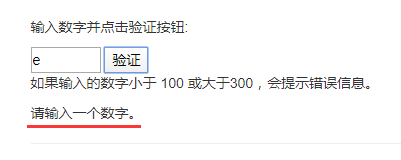 输入数字并点击验证按钮:
e 验证
如果输入的数字小于 100 或大于300，会提示错误信息。
请输入一个数字。